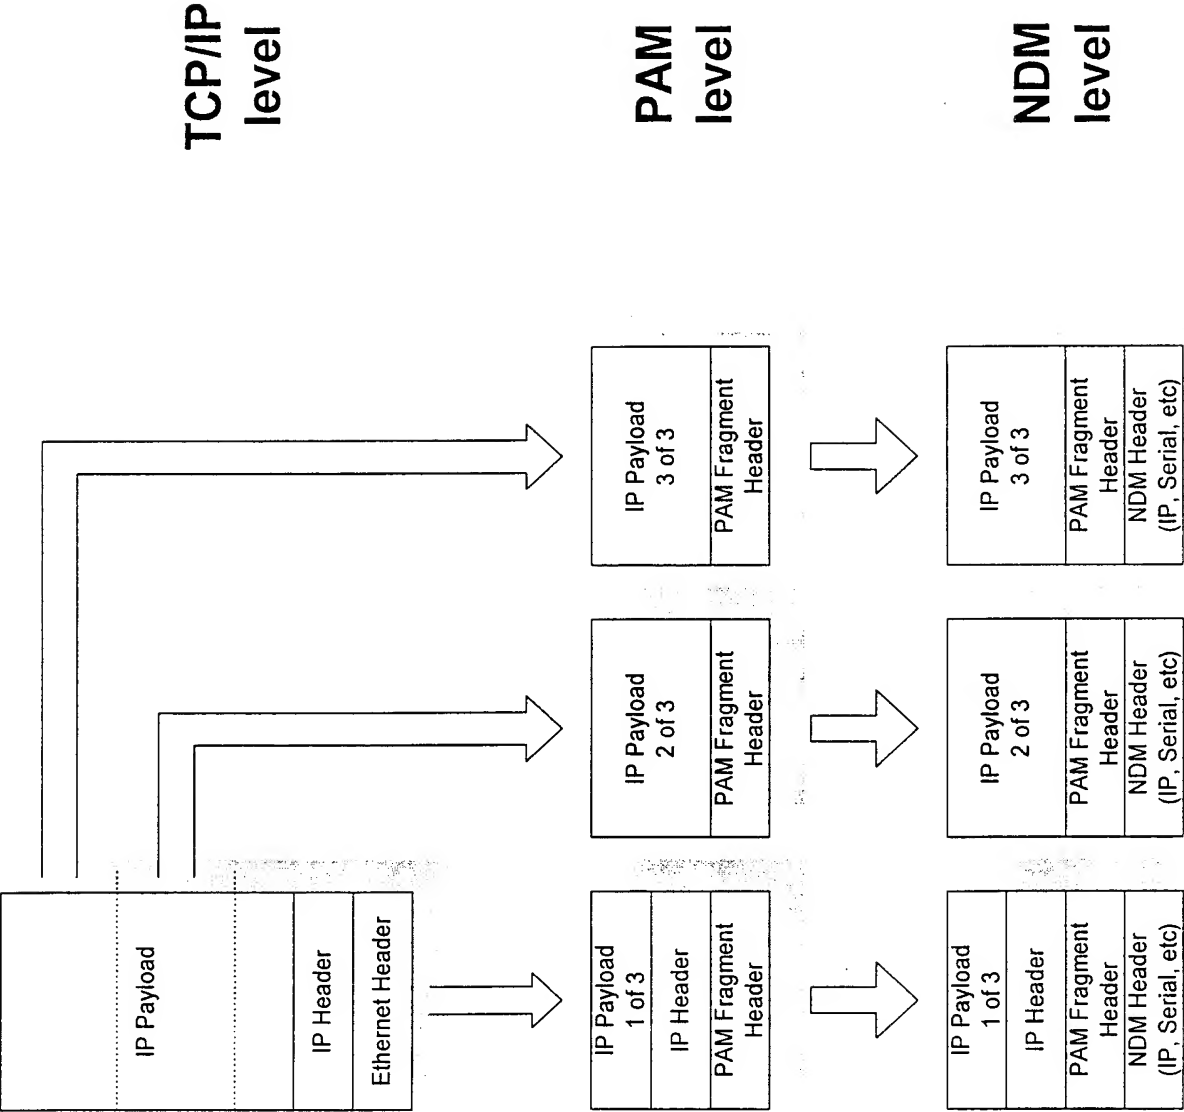 TCP/IP
level
PAM
level
NDM
level
IP Payload
IP Header
Ethernet Header
IP Payload
1 of 3
IP Header
PAM Fragment
Header
IP Payload
2 of 3
PAM Fragment
Header
IP Payload
3 of 3
PAM Fragment
Header
IP Payload
1 of 3
IP Header
PAM Fragment
Header
NDM Header
(IP, Serial, etc)
IP Payload
2 of 3
PAM Fragment
Header
NDM Header
(IP, Serial, etc)
IP Payload
3 of 3
PAM Fragment
Header
NDM Header
(IP, Serial, etc)